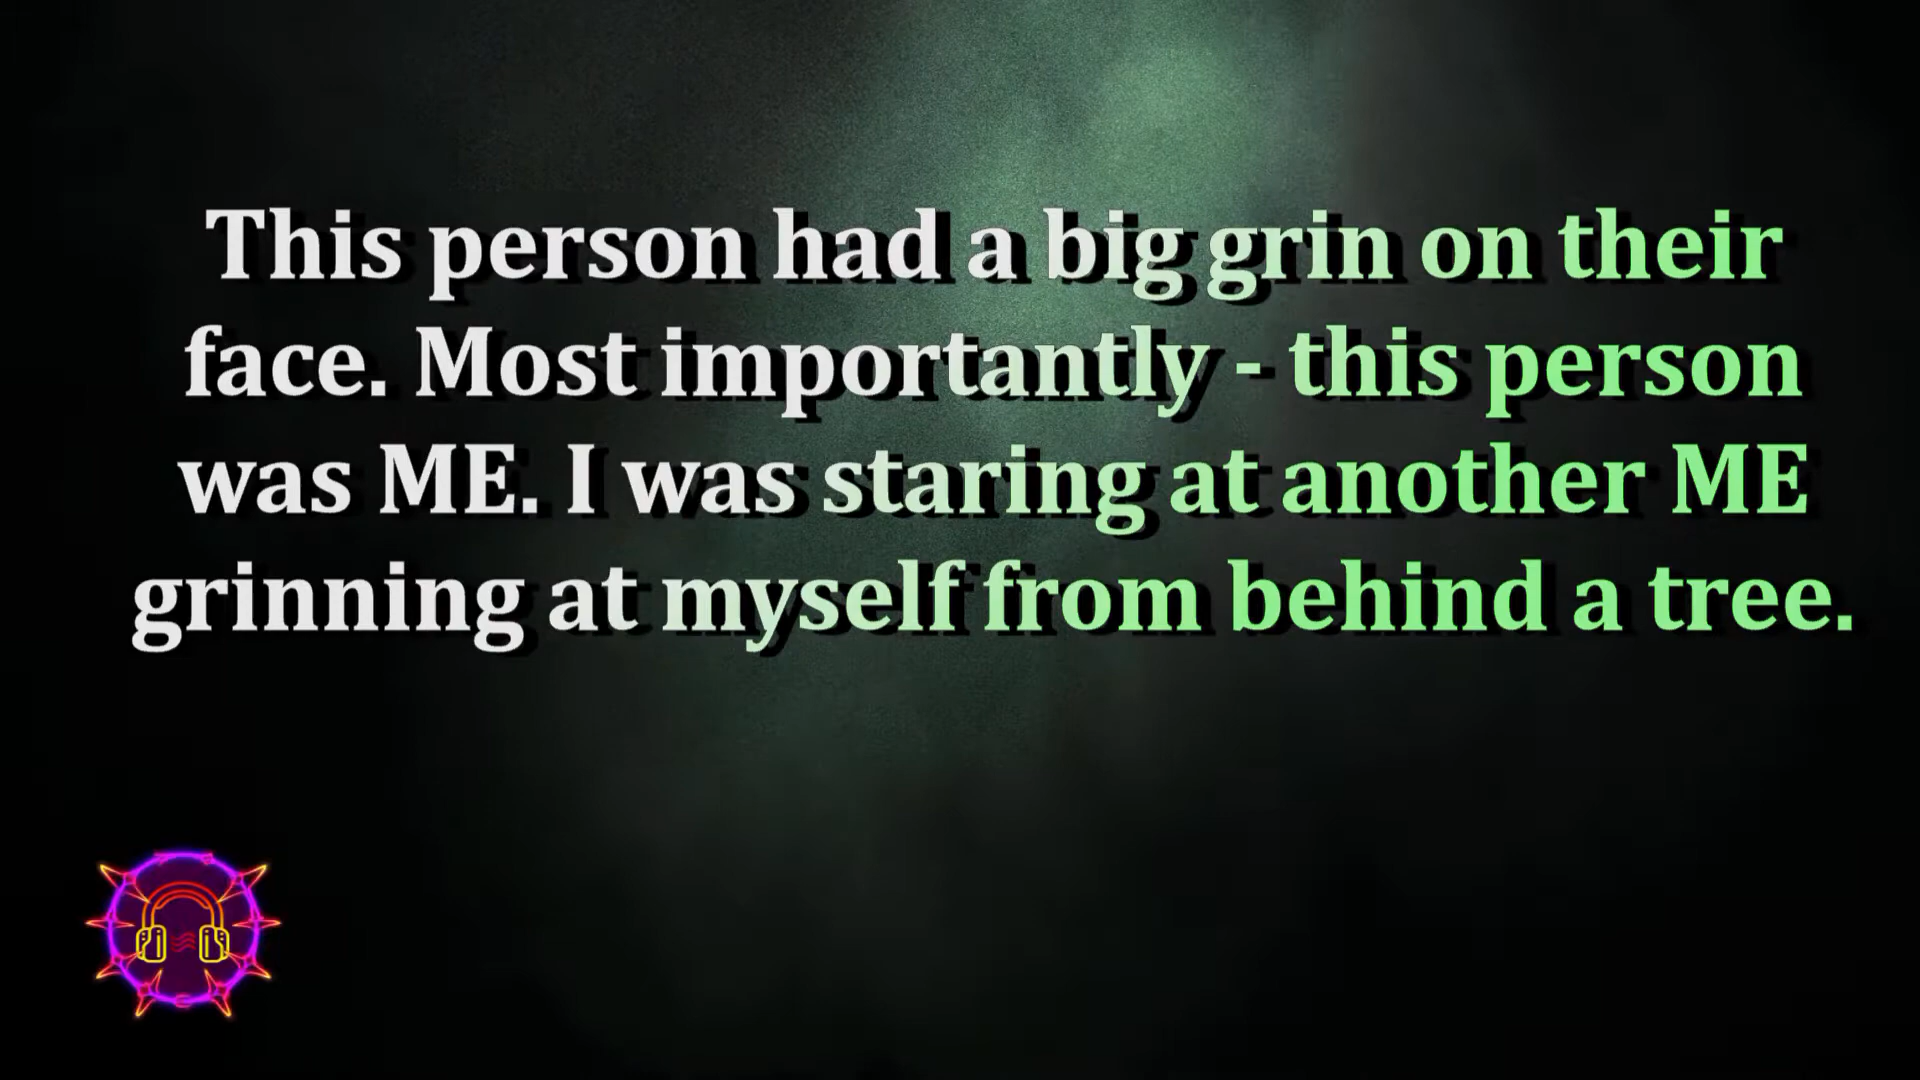 This person had a big grin on their
face. Most importantly - this person
was ME. I was staring at another ME
grinning at myself from behind a tree.